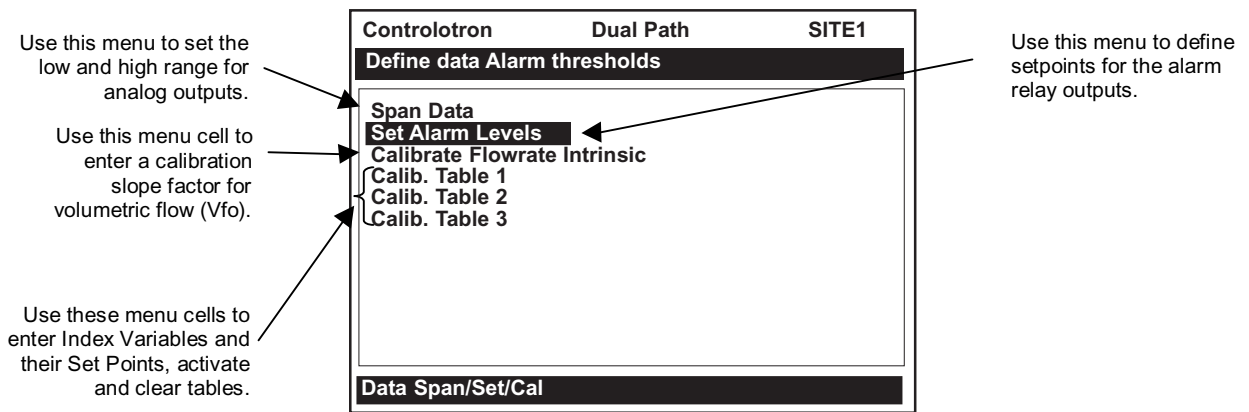 Use this menu to set the
low and high range for
analog outputs.
Use this menu cell to
enter a calibration
slope factor for
volumetric flow (Vfo).
Use these menu cells to
enter Index Variables and
their Set Points, activate
and clear tables.
Controlotron Dual Path SITE1
Define data Alarm thresholds
Span Data
Set Alarm Levels
Calibrate Flowrate Intrinsic
Calib. Table 1
Calib. Table 2
Calib. Table 3
Data Span/Set/Cal
Use this menu to define
setpoints for the alarm
relay outputs.